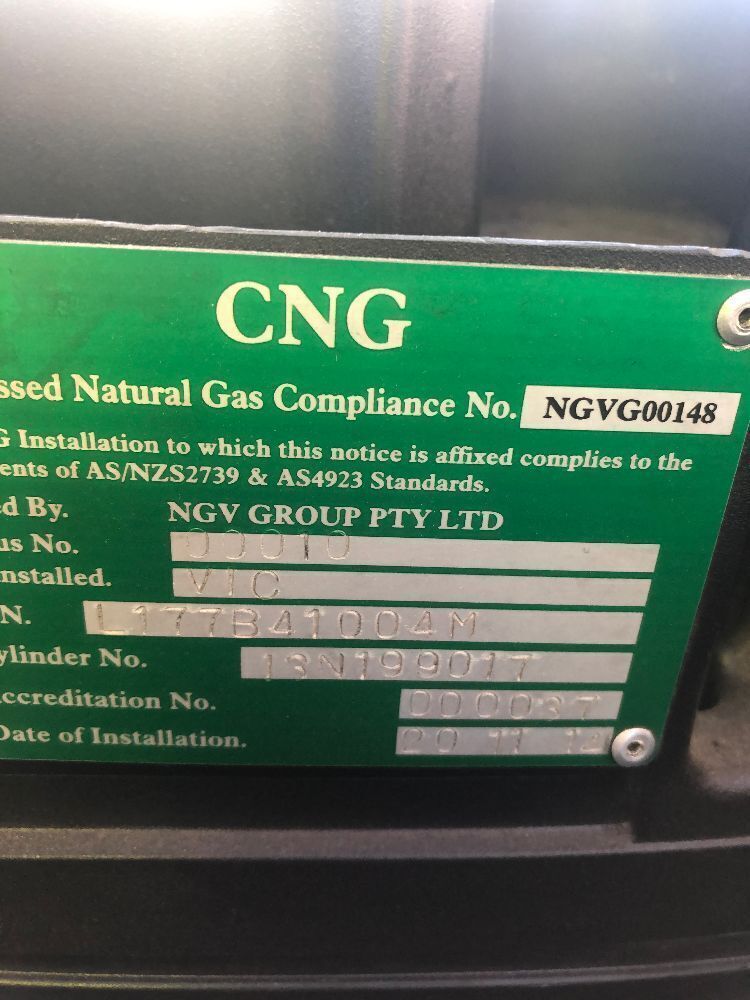 CNG
ssed Natural Gas Compliance No. NGVG00148
G Installation to which this notice is affixed complies to the
ents of AS/NZS2739 & AS4923 Standards.
d By. NGV GROUP PTY LTD
us No. 00010
nstalled. VIC
N. L177B41004M
ylinder No. 13N199017
ccreditation No. 000037
Date of Installation. 20 11